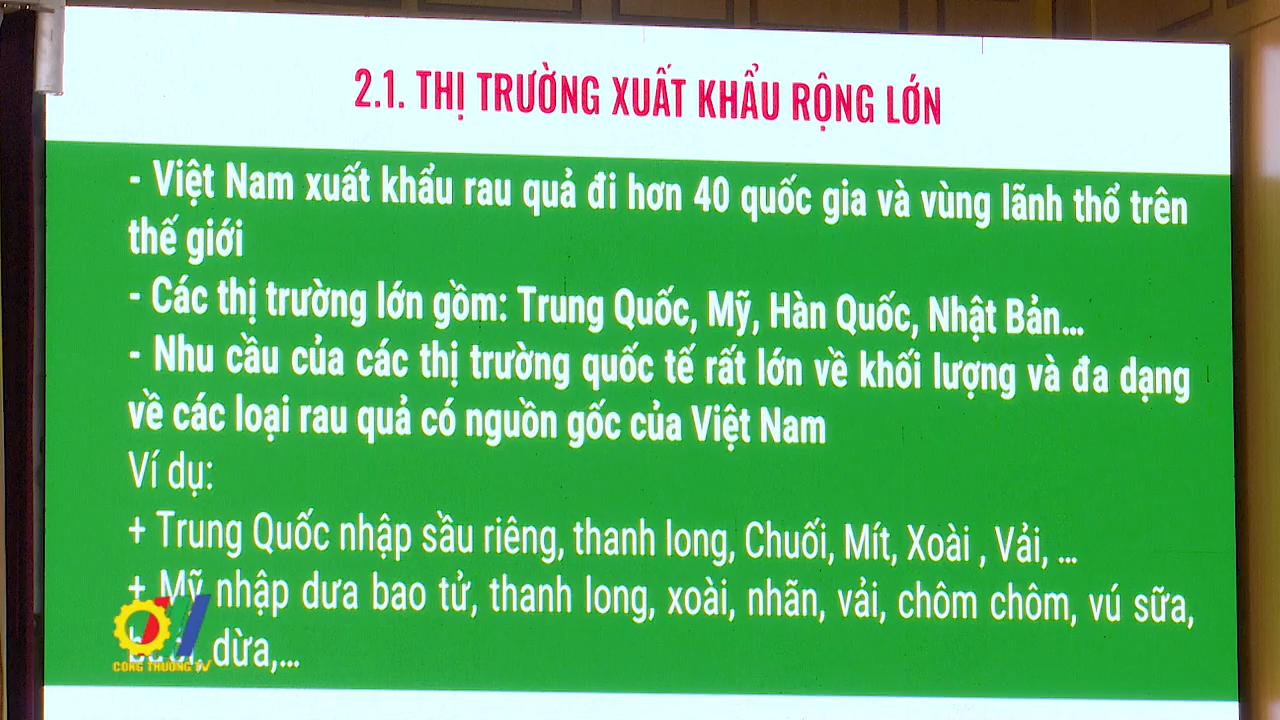 2.1. THỊ TRƯỜNG XUẤT KHẨU RỘNG LỚN
- Việt Nam xuất khẩu rau quả đi hơn 40 quốc gia và vùng lãnh thổ trên
thế giới
- Các thị trường lớn gồm: Trung Quốc, Mỹ, Hàn Quốc, Nhật Bản...
- Nhu cầu của các thị trường quốc tế rất lớn về khối lượng và đa dạng
về các loại rau quả có nguồn gốc của Việt Nam
Ví dụ:
+ Trung Quốc nhập sầu riêng, thanh long, Chuối, Mít, Xoài , Vải, ...
+ Mỹ nhập dưa bao tử, thanh long, xoài, nhãn, vải, chôm chôm, vú sữa,
dừa,...
CÔNG THƯƠNG TV